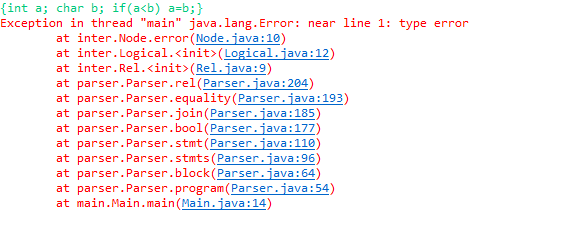 {int a; char b; if(a<b) a=b;}
Exception in thread "main" java.lang.Error: near line 1: type error
at inter.Node.error(Node.java:10)
at inter.Logical.<init>(Logical.java:12)
at inter.Rel.<init>(Rel.java:9)
at parser.Parser.rel(Parser.java:204)
at parser.Parser.equality(Parser.java:193)
at parser.Parser.join(Parser.java:185)
at parser.Parser.bool(Parser.java:177)
at parser.Parser.stmt(Parser.java:110)
at parser.Parser.stmts(Parser.java:96)
at parser.Parser.block(Parser.java:64)
at parser.Parser.program(Parser.java:54)
at main.Main.main(Main.java:14)